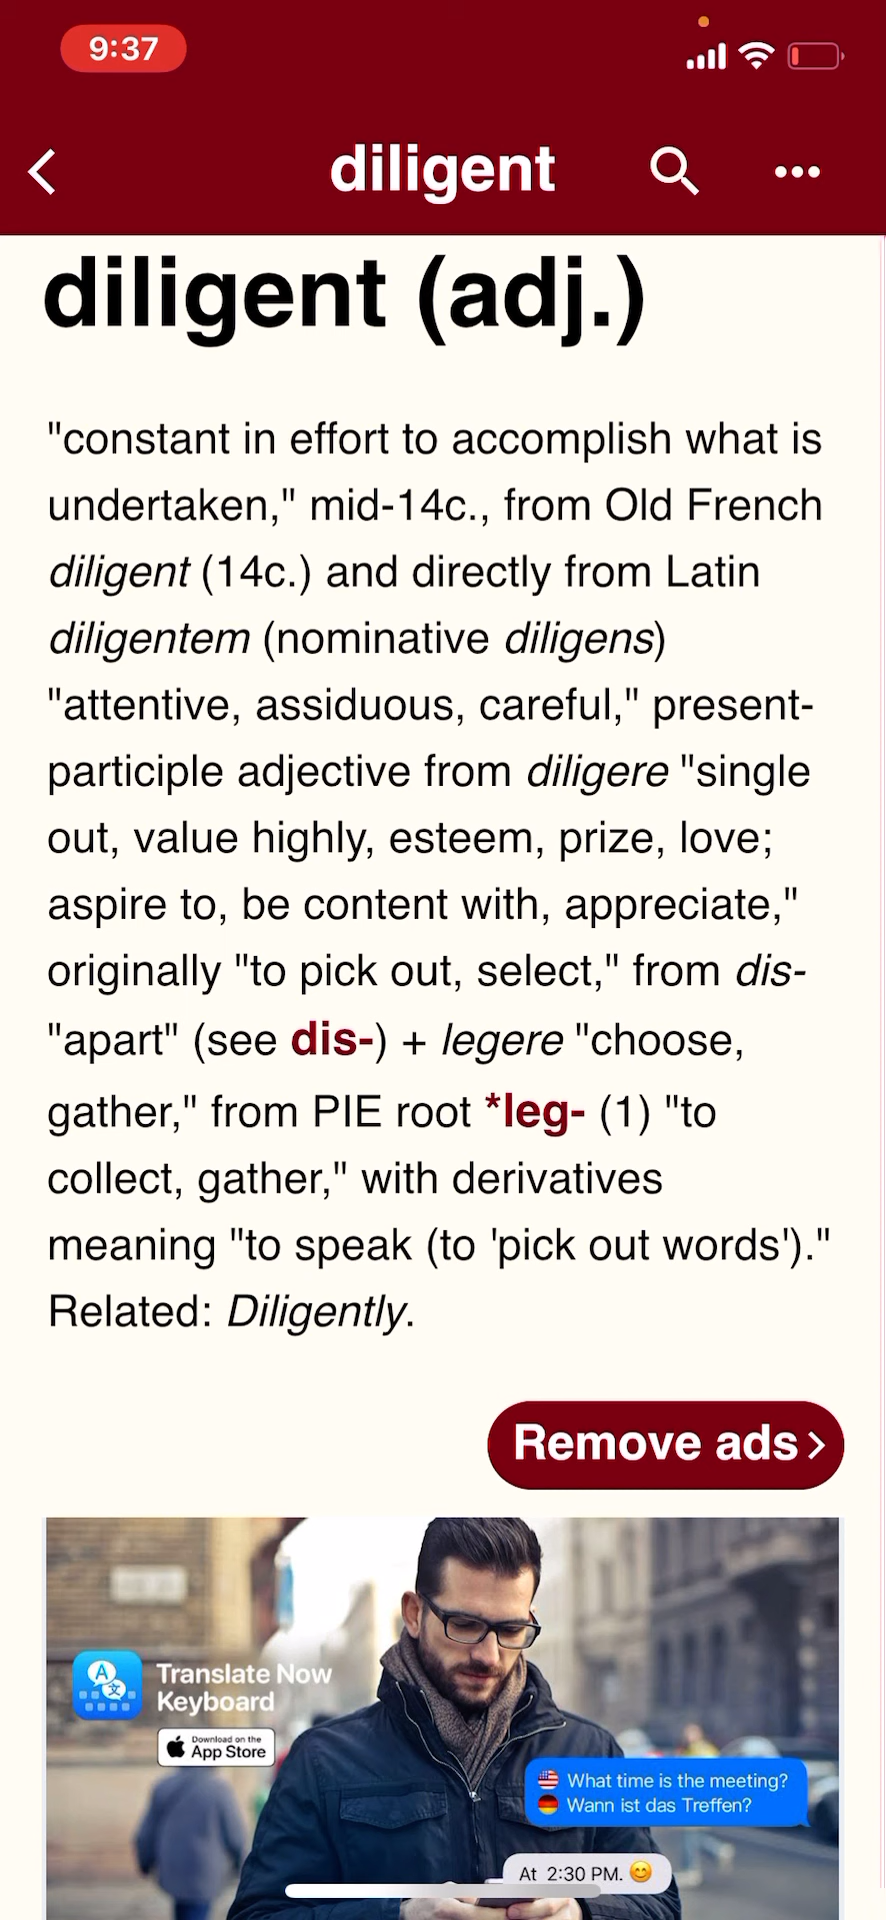 9:37
diligent
diligent (adj.)
"constant in effort to accomplish what is
undertaken," mid-14c., from Old French
diligent (14c.) and directly from Latin
diligentem (nominative diligens)
"attentive, assiduous, careful," present-
participle adjective from diligere "single
out, value highly, esteem, prize, love;
aspire to, be content with, appreciate,"
originally "to pick out, select," from dis-
"apart" (see dis-) + legere "choose,
gather," from PIE root *leg- (1) "to
collect, gather," with derivatives
meaning "to speak (to 'pick out words')."
Related: Diligently.
Remove ads
A
文
Translate Now
Keyboard
Download on the
App Store
What time is the meeting?
Wann ist das Treffen?
At 2:30 PM. 😊